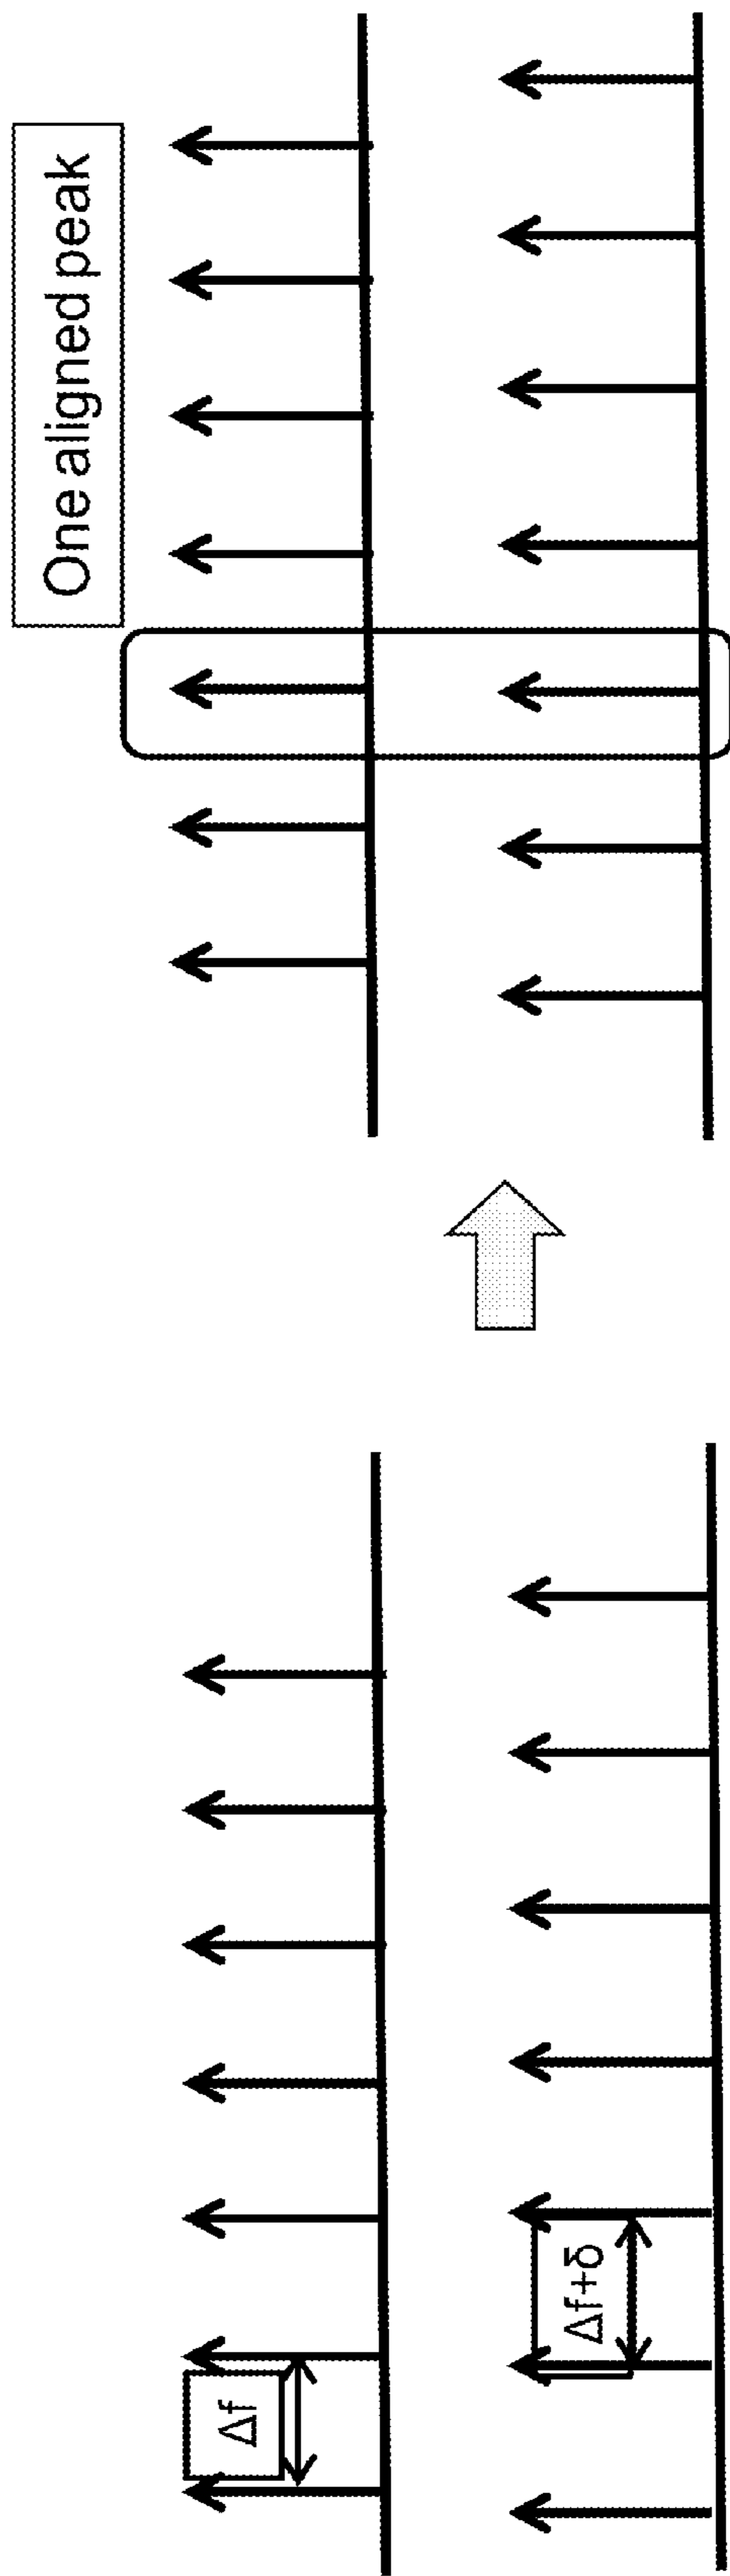 Δf
Δf+δ
One aligned peak